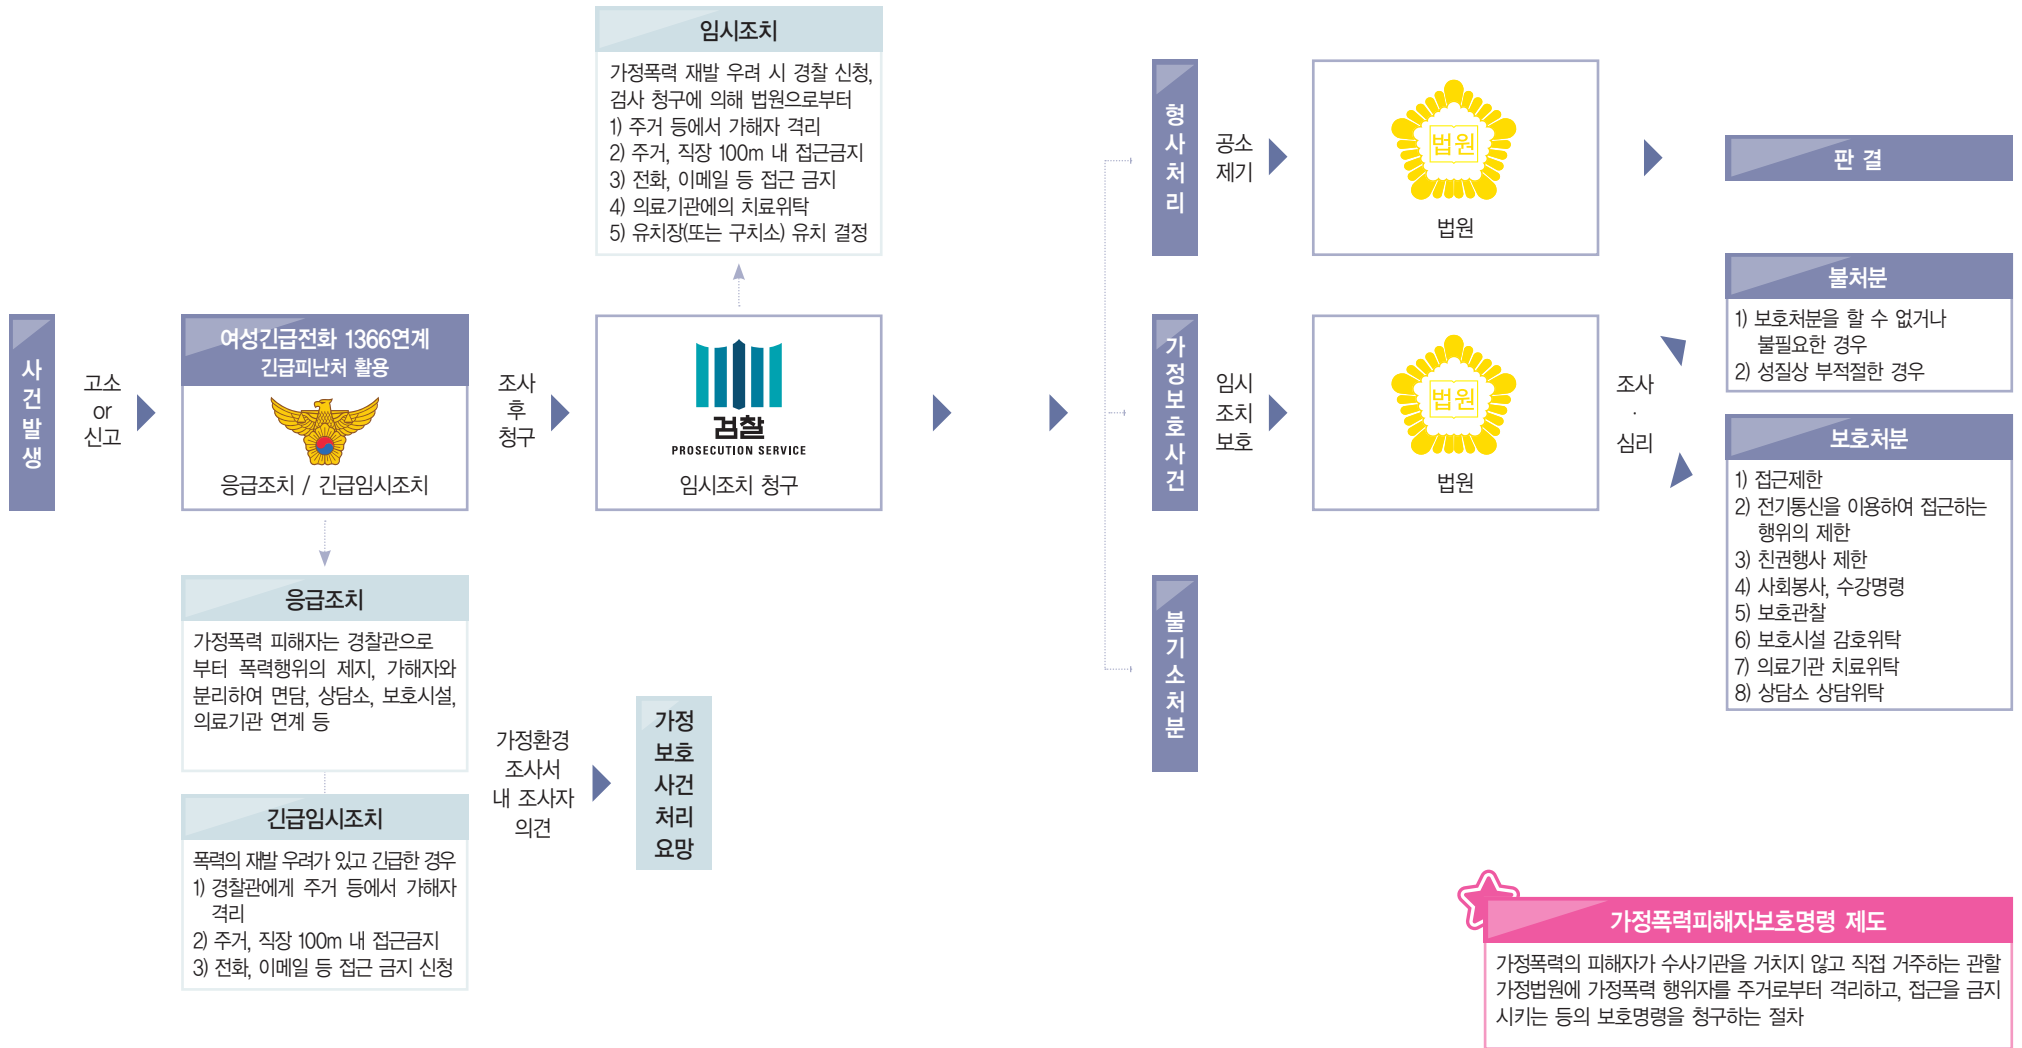 사건발생
고소
or
신고
여성긴급전화 1366연계
긴급피난처 활용
응급조치 / 긴급임시조치
응급조치
가정폭력 피해자는 경찰관으로
부터 폭력행위의 제지, 가해자와
분리하여 면담, 상담소, 보호시설,
의료기관 연계 등
긴급임시조치
폭력의 재발 우려가 있고 긴급한 경우
1) 경찰관에게 주거 등에서 가해자
격리
2) 주거, 직장 100m 내 접근금지
3) 전화, 이메일 등 접근 금지 신청
가정환경
조사서
내 조사자
의견
가정
보호
사건
처리
요망
조사
후
청구
임시조치
가정폭력 재발 우려 시 경찰 신청,
검사 청구에 의해 법원으로부터
1) 주거 등에서 가해자 격리
2) 주거, 직장 100m 내 접근금지
3) 전화, 이메일 등 접근 금지
4) 의료기관에의 치료위탁
5) 유치장(또는 구치소) 유치 결정
검찰
PROSECUTION SERVICE
임시조치 청구
형사처리
공소
제기
법원
법원
판 결
가정보호사건
임시
조치
보호
법원
법원
조사
·
심리
불처분
1) 보호처분을 할 수 없거나
불필요한 경우
2) 성질상 부적절한 경우
보호처분
1) 접근제한
2) 전기통신을 이용하여 접근하는
행위의 제한
3) 친권행사 제한
4) 사회봉사, 수강명령
5) 보호관찰
6) 보호시설 감호위탁
7) 의료기관 치료위탁
8) 상담소 상담위탁
불기소처분
가정폭력피해자보호명령 제도
가정폭력의 피해자가 수사기관을 거치지 않고 직접 거주하는 관할
가정법원에 가정폭력 행위자를 주거로부터 격리하고, 접근을 금지
시키는 등의 보호명령을 청구하는 절차